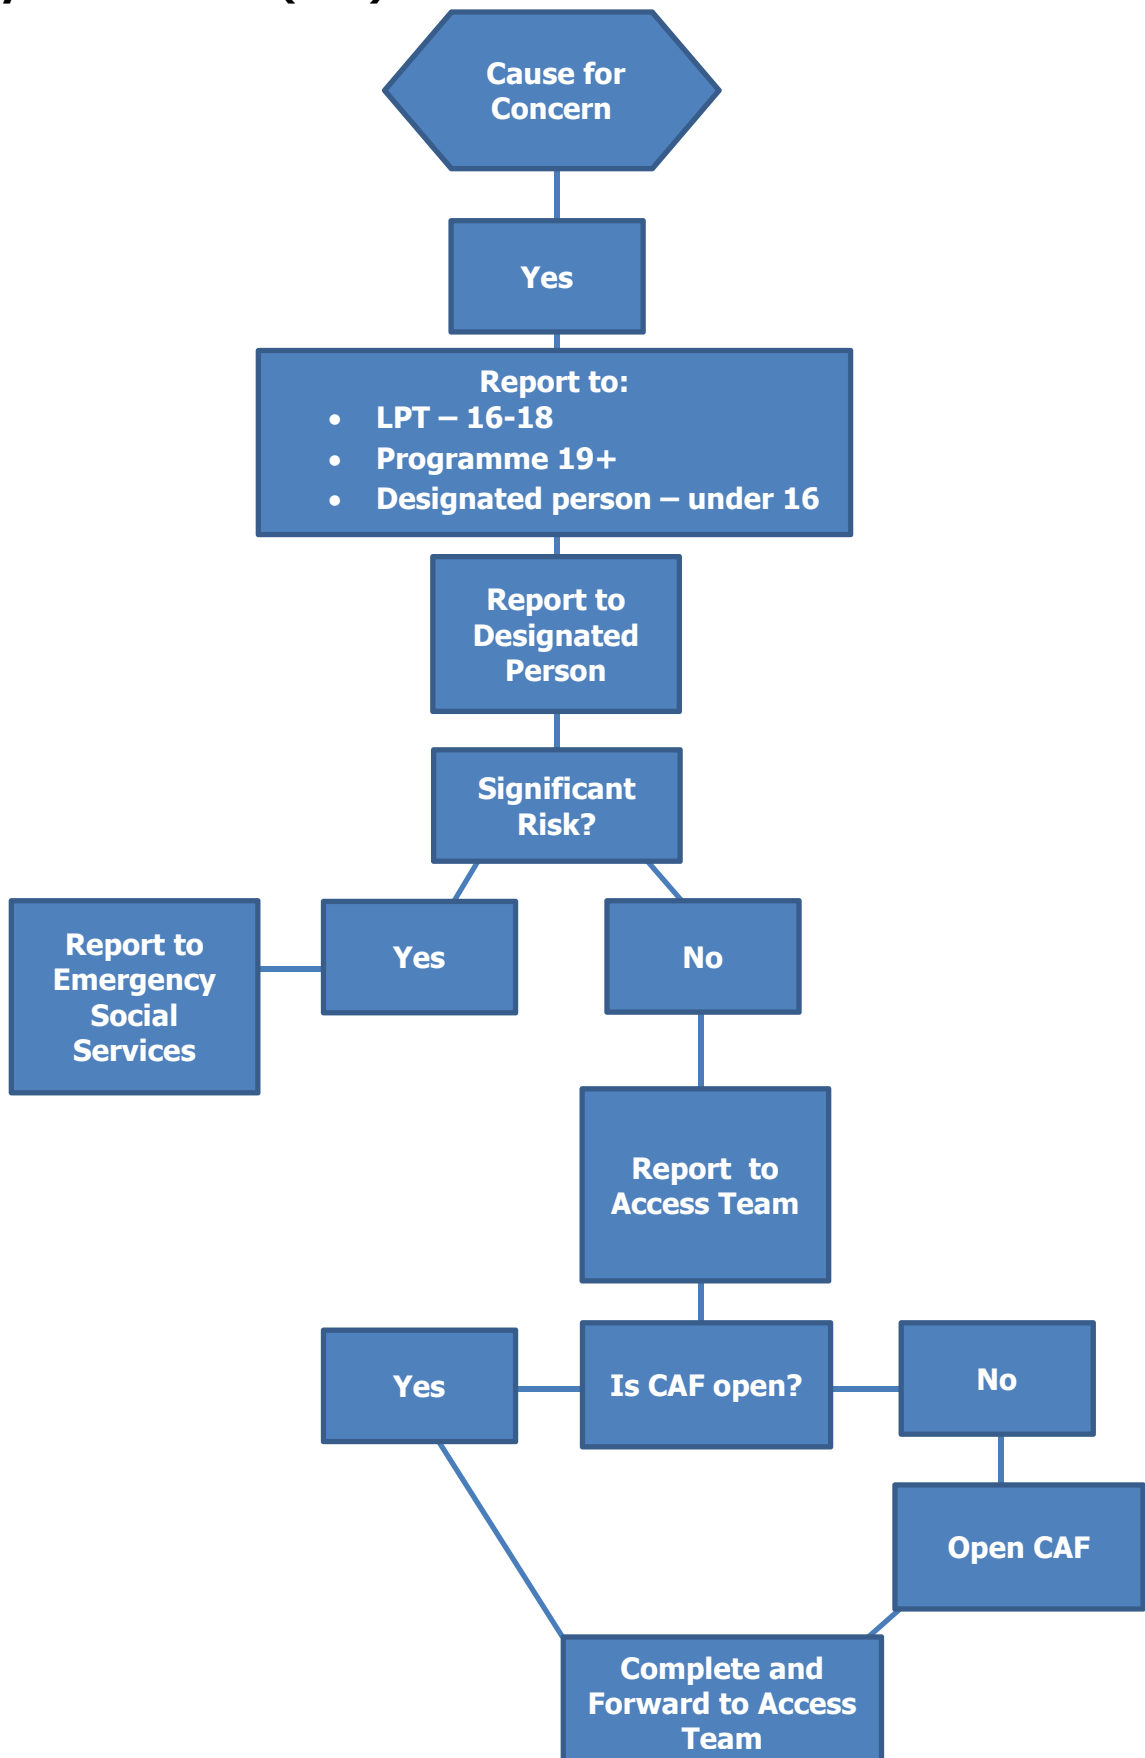 Cause for
Concern
Yes
Report to:
• LPT – 16-18
• Programme 19+
• Designated person – under 16
Report to
Designated
Person
Significant
Risk?
Report to
Emergency
Social
Services
Yes
No
Report to
Access Team
Yes
Is CAF open?
No
Open CAF
Complete and
Forward to Access
Team